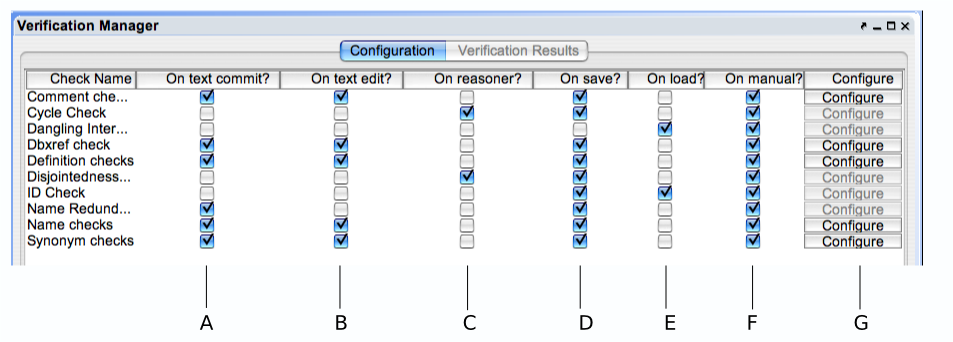 Verification Manager
Configuration Verification Results
Check Name On text commit? On text edit? On reasoner? On save? On load? On manual? Configure
Comment che... Configure
Cycle Check Configure
Dangling Inter... Configure
Dbxref check Configure
Definition checks Configure
Disjointedness... Configure
ID Check Configure
Name Redund... Configure
Name checks Configure
Synonym checks Configure
A B C D E F G